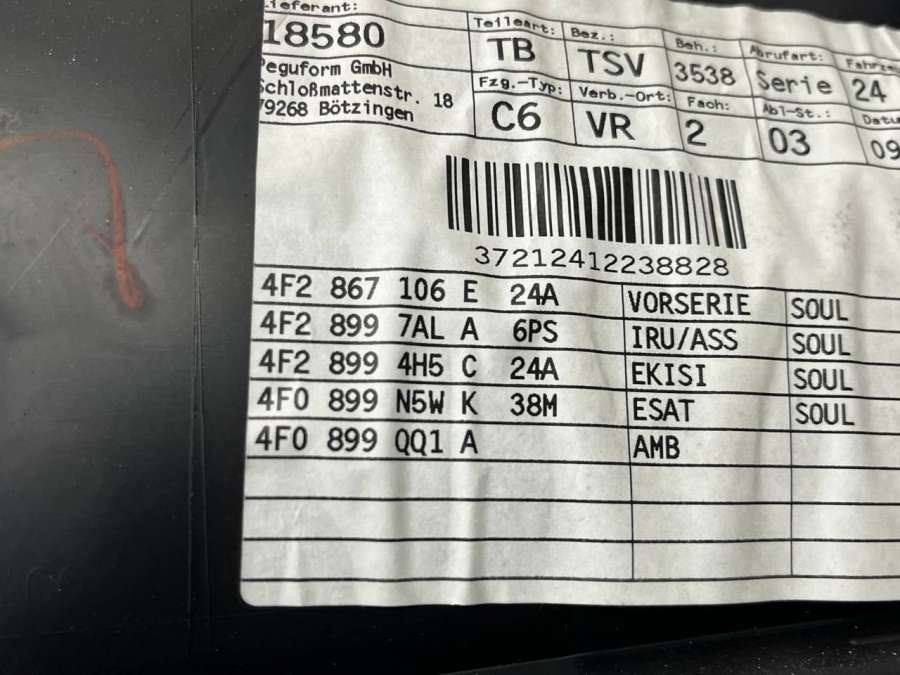 Lieferant:
18580
Peguform GmbH
Schloßmattenstr. 18
79268 Bötzingen
Teileart: Bez.: Beh.: Abrufart:
TB TSV 3538 Serie 24
Fzg.-Typ: Verb.-Ort: Fach: Abl-St.:
C6 VR 2 03 09
37212412238828
4F2 867 106 E 24A VORSERIE SOUL
4F2 899 7AL A 6PS IRU/ASS SOUL
4F2 899 4H5 C 24A EKISI SOUL
4F0 899 N5W K 38M ESAT SOUL
4F0 899 QQ1 A AMB